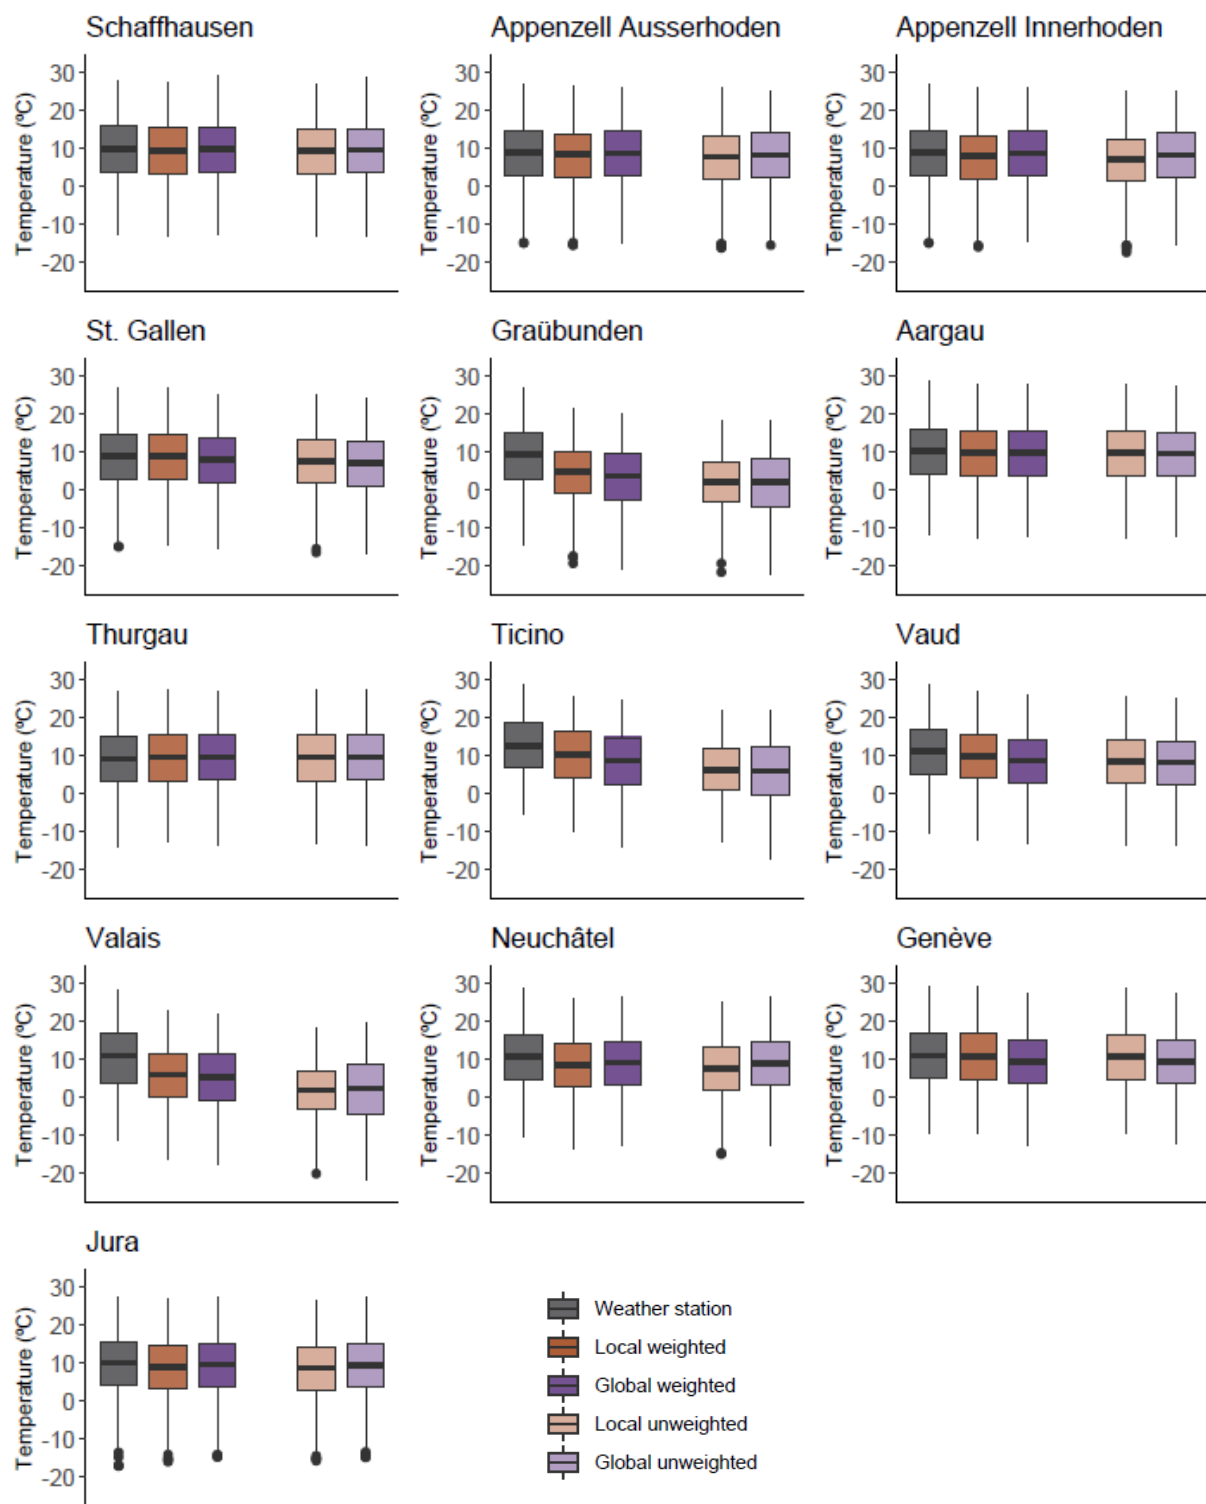 Schaffhausen
Appenzell Ausserhoden
Appenzell Innerhoden
Temperature (ºC)
30
20
10
0
-10
-20
Temperature (ºC)
30
20
10
0
-10
-20
Temperature (ºC)
30
20
10
0
-10
-20
St. Gallen
Graübunden
Aargau
Temperature (ºC)
30
20
10
0
-10
-20
Temperature (ºC)
30
20
10
0
-10
-20
Temperature (ºC)
30
20
10
0
-10
-20
Thurgau
Ticino
Vaud
Temperature (ºC)
30
20
10
0
-10
-20
Temperature (ºC)
30
20
10
0
-10
-20
Temperature (ºC)
30
20
10
0
-10
-20
Valais
Neuchâtel
Genève
Temperature (ºC)
30
20
10
0
-10
-20
Temperature (ºC)
30
20
10
0
-10
-20
Temperature (ºC)
30
20
10
0
-10
-20
Jura
Temperature (ºC)
30
20
10
0
-10
-20
Weather station
Local weighted
Global weighted
Local unweighted
Global unweighted